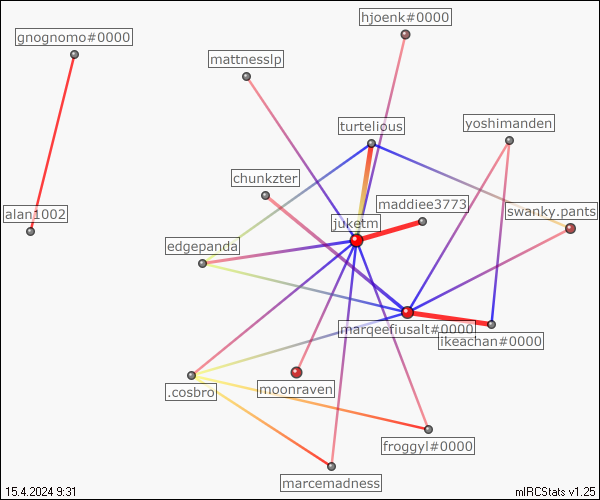 hjoenk#0000
gnognomo#0000
mattnesslp
turtelious
yoshimanden
chunkzter
maddiee3773
alan1002
swanky.pants
juketm
edgepanda
marqeefiusalt#0000
ikeachan#0000
.cosbro
moonraven
froggyl#0000
marcemadness
15.4.2024 9:31
mIRCStats v1.25